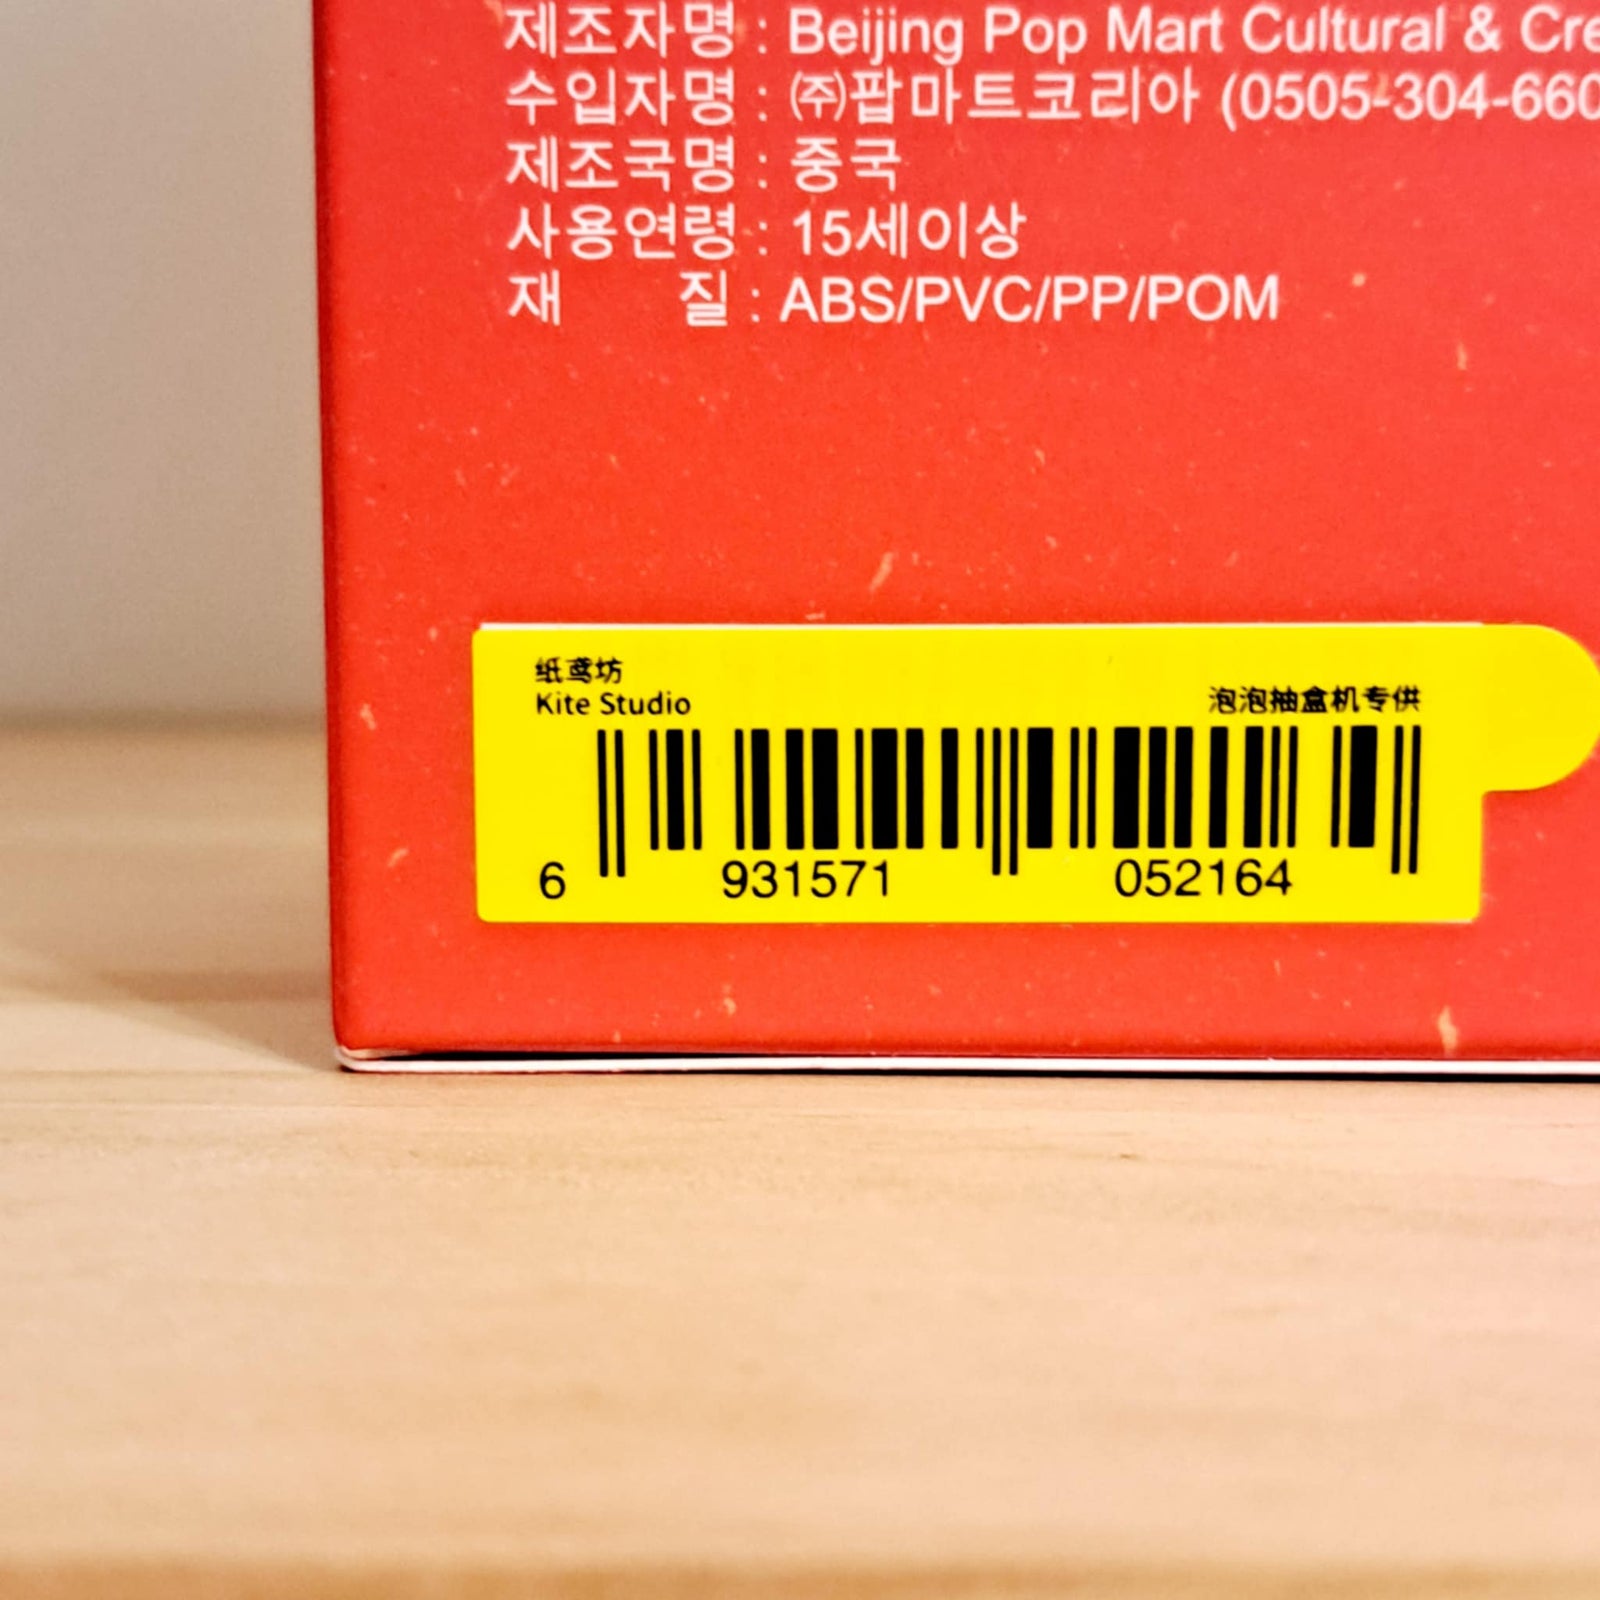 제조자명 : Beijing Pop Mart Cultural & Cre
수입자명 : ㈜팝마트코리아 (0505-304-660
제조국명 : 중국
사용연령 : 15세이상
재 질 : ABS/PVC/PP/POM
纸鸢坊
Kite Studio
泡泡抽盒机专供
6 931571 052164